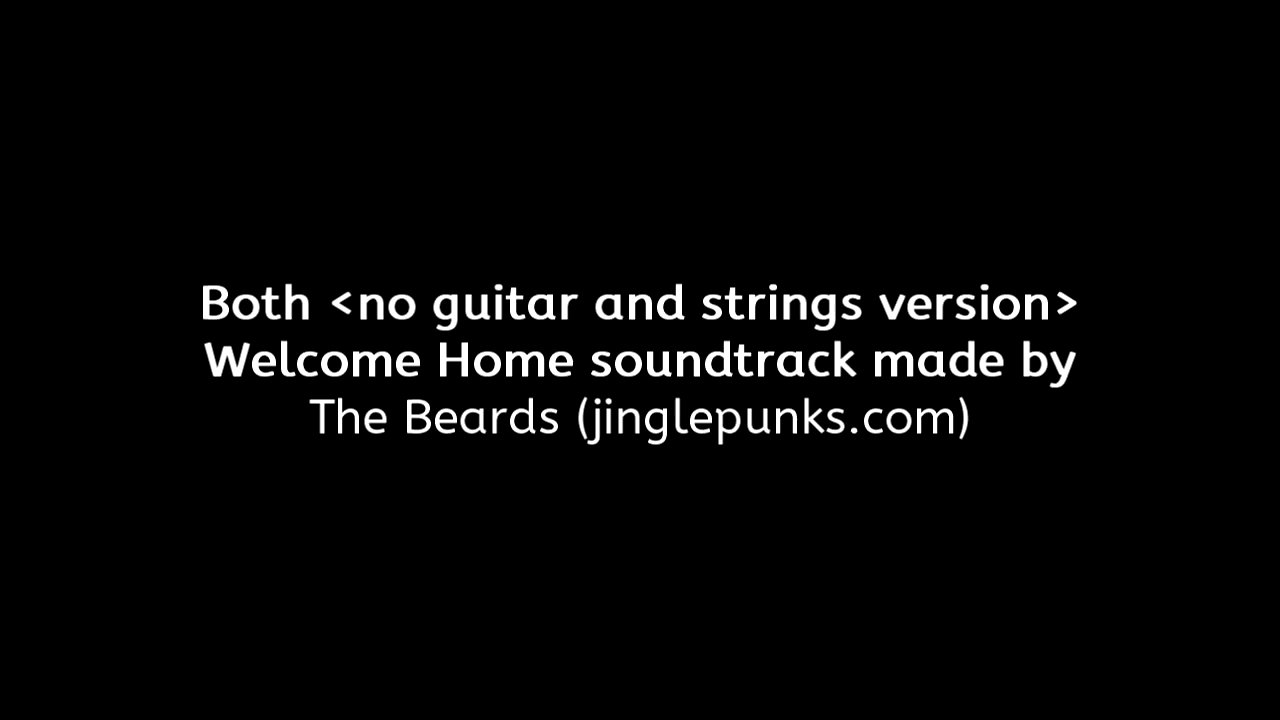 Both <no guitar and strings version>
Welcome Home soundtrack made by
The Beards (jinglepunks.com)